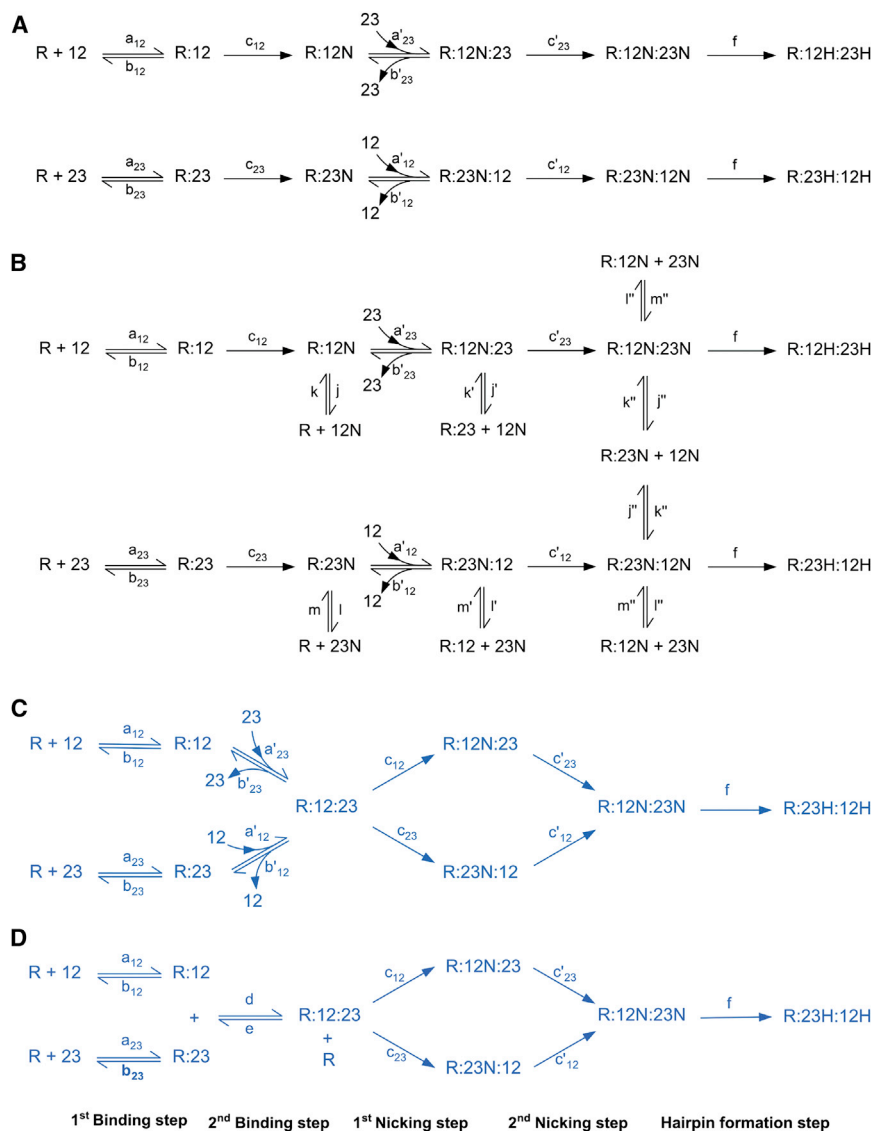 A
23
a₁₂ c₁₂ a'₂₃ c'₂₃ f
R + 12 R:12 R:12N R:12N:23 R:12N:23N R:12H:23H
b₁₂ b'₂₃
23
12
a₂₃ c₂₃ a'₁₂ c'₁₂ f
R + 23 R:23 R:23N R:23N:12 R:23N:12N R:23H:12H
b₂₃ b'₁₂
12
B
R:12N + 23N
l" m"
23
a₁₂ c₁₂ a'₂₃ c'₂₃ f
R + 12 R:12 R:12N R:12N:23 R:12N:23N R:12H:23H
b₁₂ b'₂₃
23
k j k' j' k" j"
R + 12N R:23 + 12N
R:23N + 12N
j" k"
12
a₂₃ c₂₃ a'₁₂ c'₁₂ f
R + 23 R:23 R:23N R:23N:12 R:23N:12N R:23H:12H
b₂₃ b'₁₂
12
m l m' l' m" l"
R + 23N R:12 + 23N R:12N + 23N
C
23
a₁₂ a'₂₃
R + 12 R:12 R:12N:23
b₁₂ 23 b'₂₃ c₁₂ c'₂₃
f
R:12:23 R:12N:23N R:23H:12H
12 a'₁₂ c₂₃ c'₁₂
a₂₃
R + 23 R:23 b'₁₂ R:23N:12
b₂₃
12
D
a₁₂
R + 12 R:12 R:12N:23
b₁₂ c₁₂ c'₂₃
d f
+ R:12:23 R:12N:23N R:23H:12H
e
a₂₃ + c₂₃ c'₁₂
R + 23 R:23 R R:23N:12
b₂₃
1ˢᵗ Binding step 2ⁿᵈ Binding step 1ˢᵗ Nicking step 2ⁿᵈ Nicking step Hairpin formation step